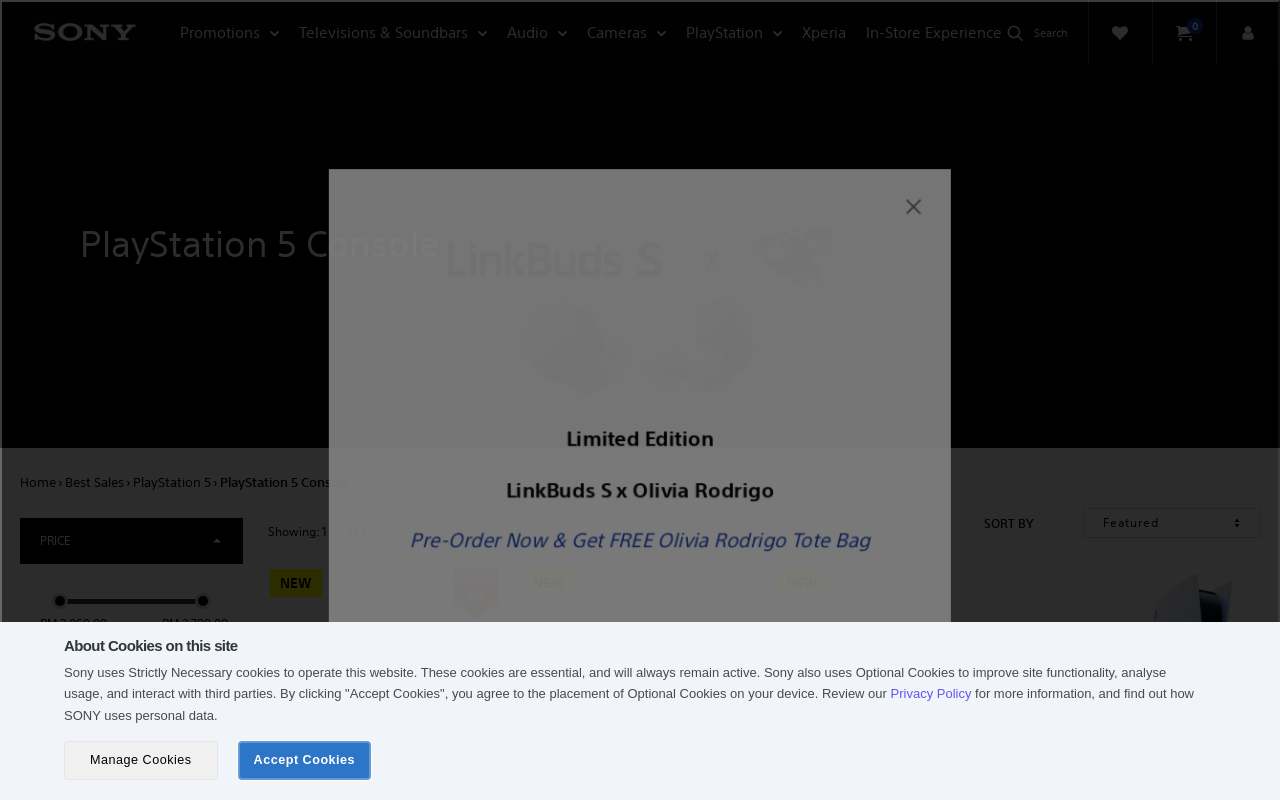 SONY
Promotions
Televisions & Soundbars
Audio
Cameras
PlayStation
Xperia
In-Store Experience
Search
0
PlayStation 5 Console
LinkBuds S x
Limited Edition
LinkBuds S x Olivia Rodrigo
Pre-Order Now & Get FREE Olivia Rodrigo Tote Bag
Home › Best Sales › PlayStation 5 › PlayStation 5 Console
PRICE
Showing: 1
SORT BY
Featured
NEW
NEW
NEW
About Cookies on this site
Sony uses Strictly Necessary cookies to operate this website. These cookies are essential, and will always remain active. Sony also uses Optional Cookies to improve site functionality, analyse
usage, and interact with third parties. By clicking "Accept Cookies", you agree to the placement of Optional Cookies on your device. Review our Privacy Policy for more information, and find out how
SONY uses personal data.
Manage Cookies
Accept Cookies